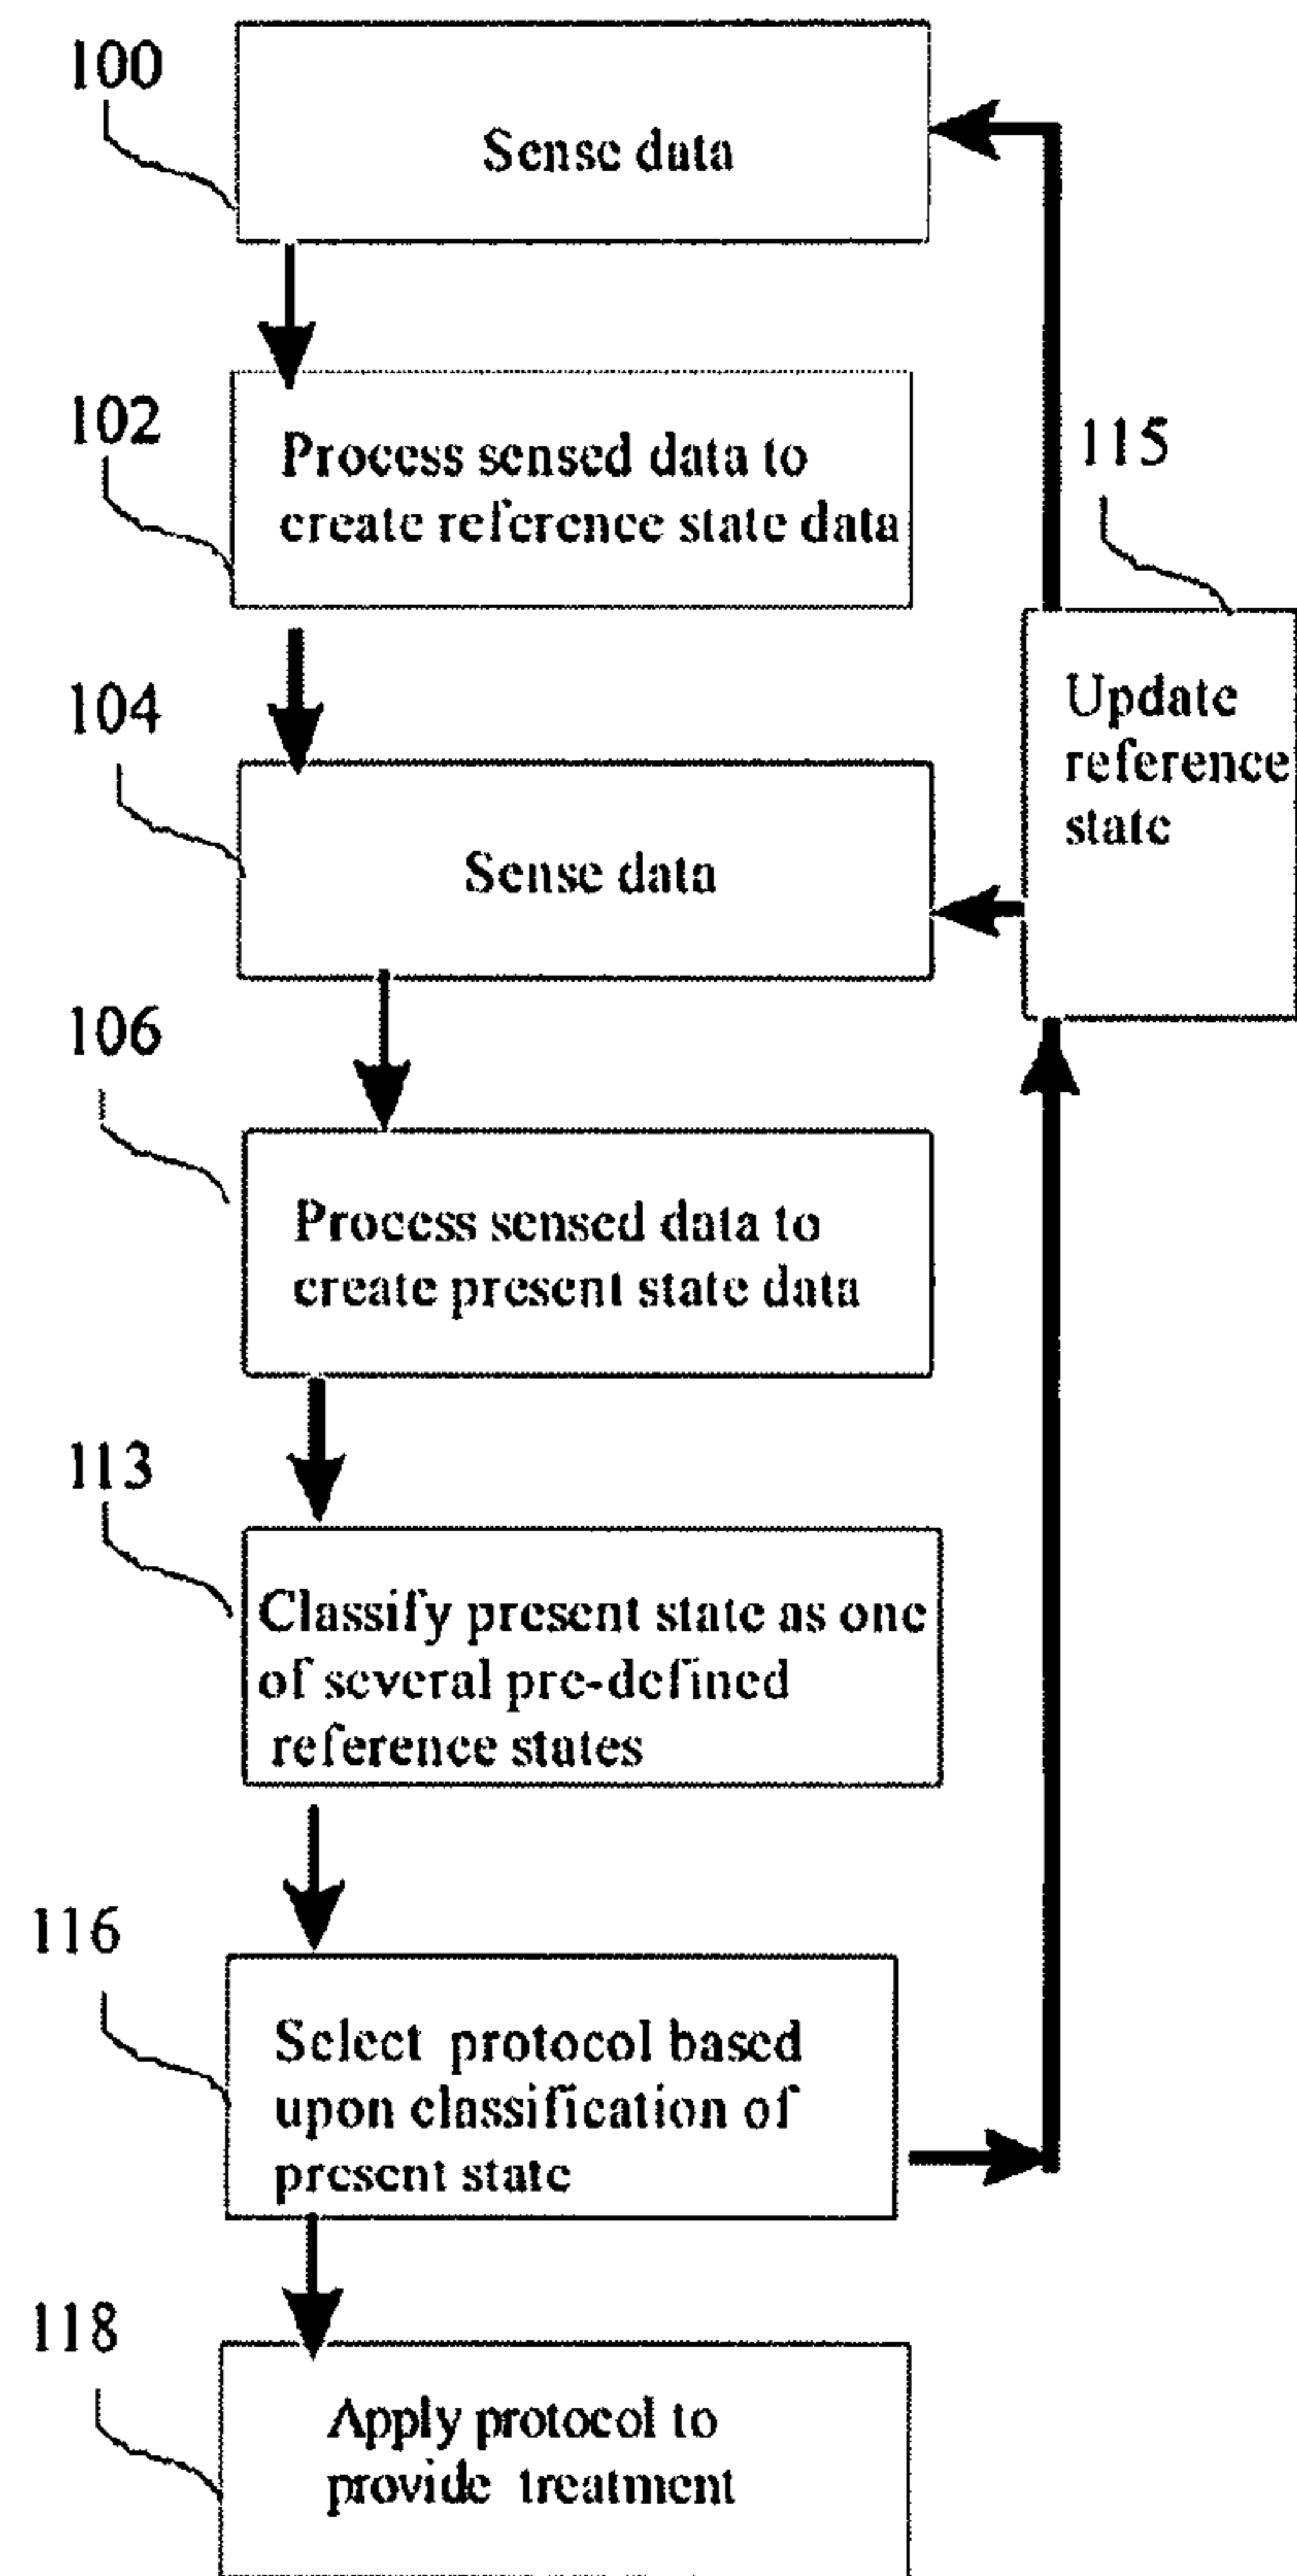 100
Sense data
102
Process sensed data to
create reference state data
115
Update
reference
state
104
Sense data
106
Process sensed data to
create present state data
113
Classify present state as one
of several pre-defined
reference states
116
Select protocol based
upon classification of
present state
118
Apply protocol to
provide treatment